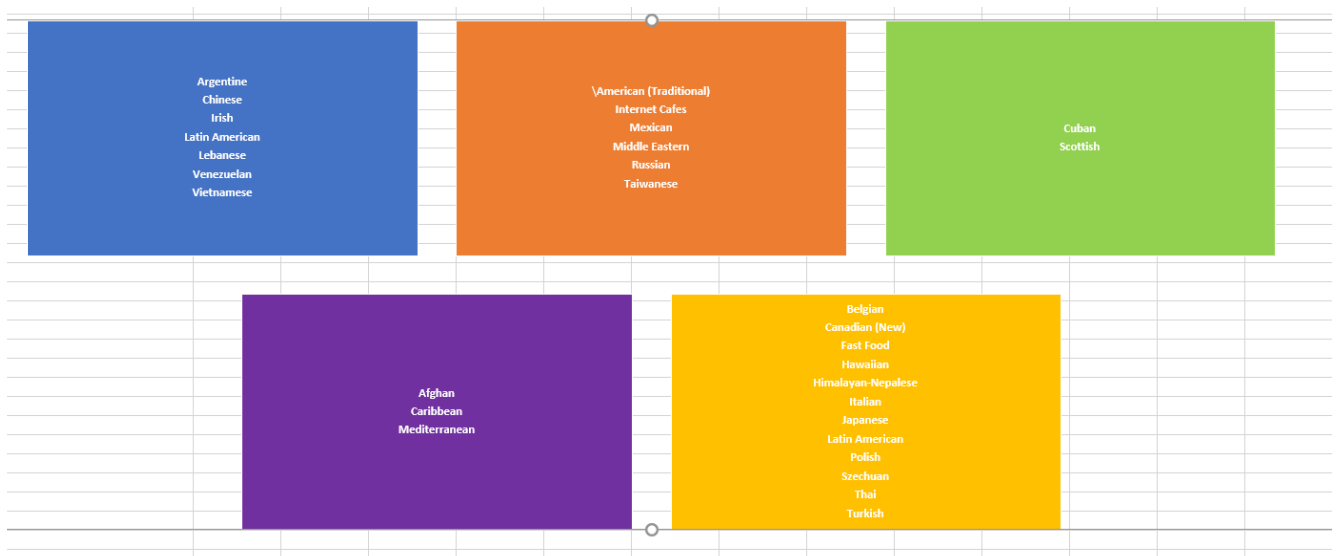 Argentine
Chinese
Irish
Latin American
Lebanese
Venezuelan
Vietnamese
\American (Traditional)
Internet Cafes
Mexican
Middle Eastern
Russian
Taiwanese
Cuban
Scottish
Afghan
Caribbean
Mediterranean
Belgian
Canadian (New)
Fast Food
Hawaiian
Himalayan-Nepalese
Italian
Japanese
Latin American
Polish
Szechuan
Thai
Turkish